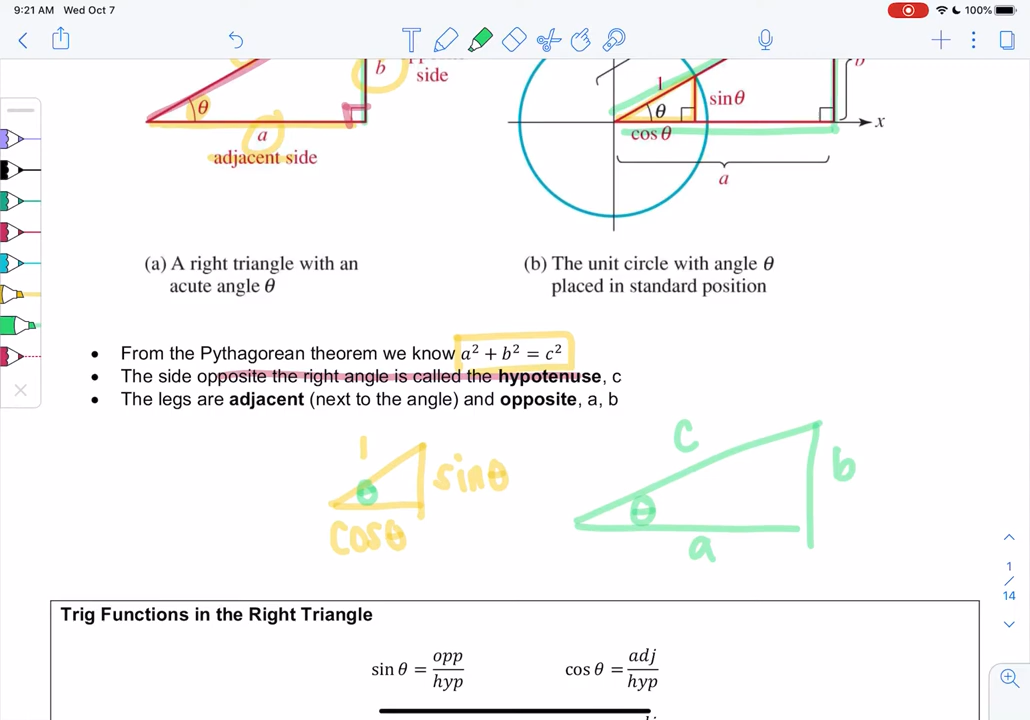 9:21 AM Wed Oct 7
100%
b
side
θ
a
adjacent side
1
sinθ
θ
cos θ
x
a
(a) A right triangle with an
acute angle θ
(b) The unit circle with angle θ
placed in standard position
• From the Pythagorean theorem we know a² + b² = c²
• The side opposite the right angle is called the hypotenuse, c
• The legs are adjacent (next to the angle) and opposite, a, b
1
sinθ
θ
cosθ
c
b
θ
a
1
/
14
Trig Functions in the Right Triangle
sin θ = opp/hyp
cos θ = adj/hyp